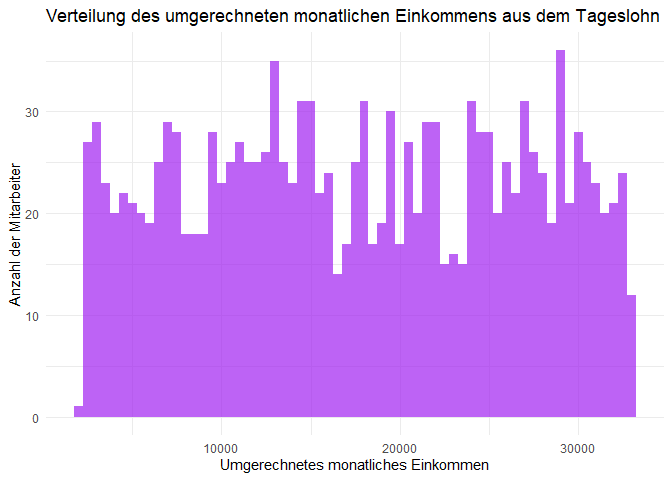 Verteilung des umgerechneten monatlichen Einkommens aus dem Tageslohn
Anzahl der Mitarbeiter
30
20
10
0
10000 20000 30000
Umgerechnetes monatliches Einkommen